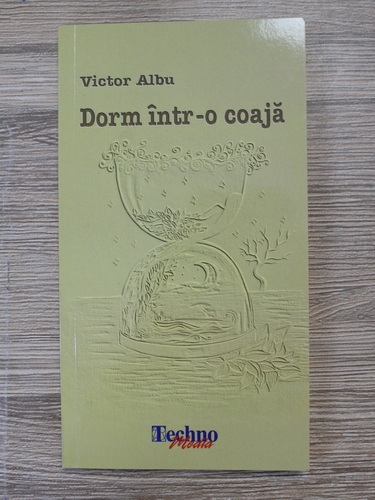 Victor Albu
Dorm într-o coajă
Techno
Media